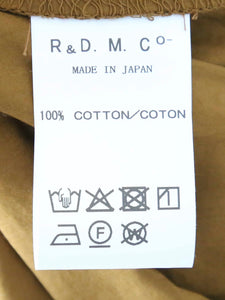 R & D. M. Cº-
MADE IN JAPAN
100% COTTON/COTON